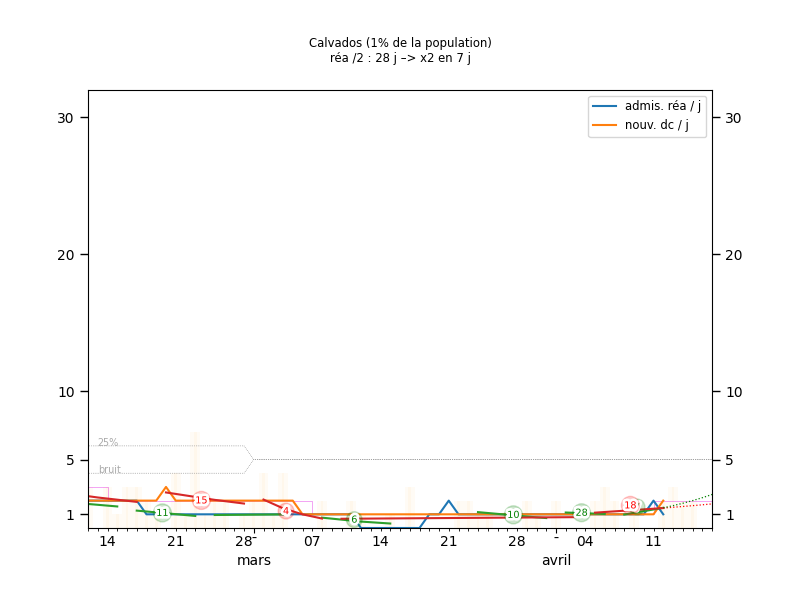 Calvados (1% de la population)
réa /2 : 28 j –> x2 en 7 j
admis. réa / j
nouv. dc / j
30 30
20 20
10 10
25%
5 5
bruit
15
4
11
6
10
28
18
1 1
14 21 28 07 14 21 28 04 11
mars avril